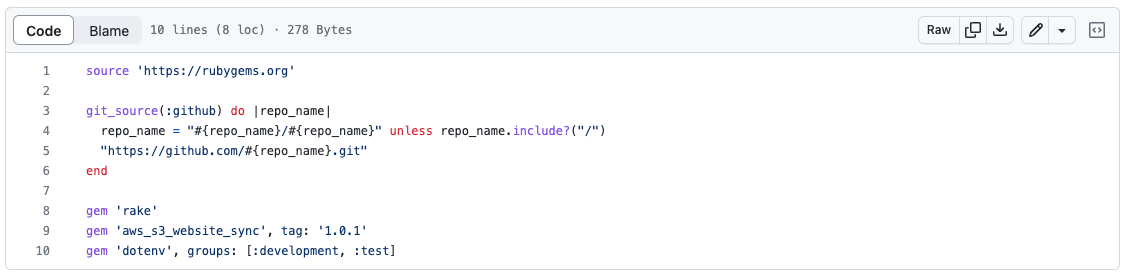 Code Blame 10 lines (8 loc) · 278 Bytes Raw
1 source 'https://rubygems.org'
2
3 git_source(:github) do |repo_name|
4 repo_name = "#{repo_name}/#{repo_name}" unless repo_name.include?("/")
5 "https://github.com/#{repo_name}.git"
6 end
7
8 gem 'rake'
9 gem 'aws_s3_website_sync', tag: '1.0.1'
10 gem 'dotenv', groups: [:development, :test]